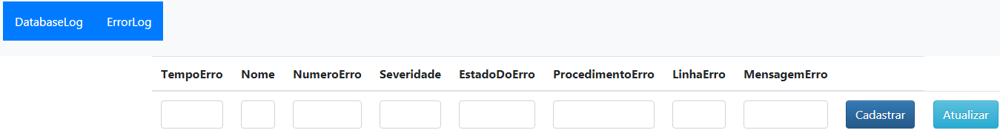 DatabaseLog ErrorLog
TempoErro Nome NumeroErro Severidade EstadoDoErro ProcedimentoErro LinhaErro MensagemErro
Cadastrar Atualizar